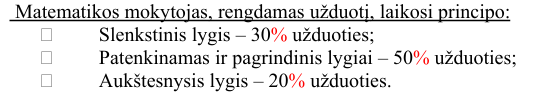 Matematikos mokytojas, rengdamas užduotį, laikosi principo:
□ Slenkstinis lygis – 30% užduoties;
□ Patenkinamas ir pagrindinis lygiai – 50% užduoties;
□ Aukštesnysis lygis – 20% užduoties.